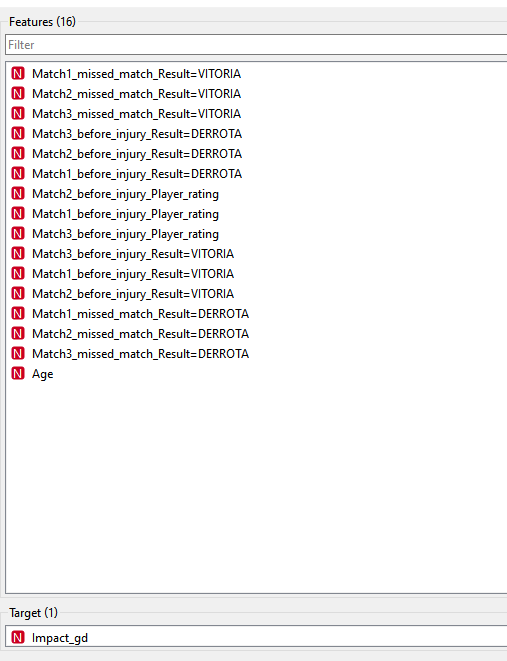 Features (16)
Filter
N Match1_missed_match_Result=VITORIA
N Match2_missed_match_Result=VITORIA
N Match3_missed_match_Result=VITORIA
N Match3_before_injury_Result=DERROTA
N Match2_before_injury_Result=DERROTA
N Match1_before_injury_Result=DERROTA
N Match2_before_injury_Player_rating
N Match1_before_injury_Player_rating
N Match3_before_injury_Player_rating
N Match3_before_injury_Result=VITORIA
N Match1_before_injury_Result=VITORIA
N Match2_before_injury_Result=VITORIA
N Match1_missed_match_Result=DERROTA
N Match2_missed_match_Result=DERROTA
N Match3_missed_match_Result=DERROTA
N Age
Target (1)
N Impact_gd